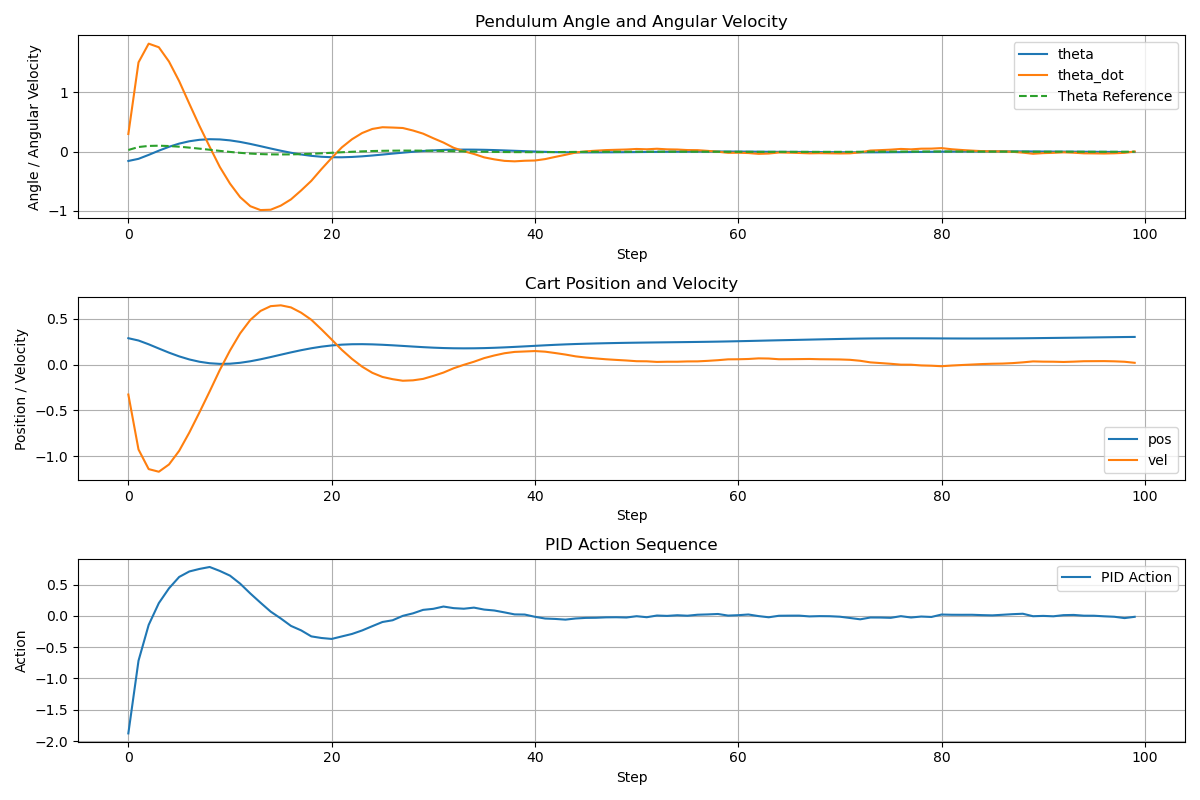 Pendulum Angle and Angular Velocity
Angle / Angular Velocity
1
0
−1
theta
theta_dot
Theta Reference
0 20 40 60 80 100
Step
Cart Position and Velocity
Position / Velocity
0.5
0.0
−0.5
−1.0
pos
vel
0 20 40 60 80 100
Step
PID Action Sequence
Action
0.5
0.0
−0.5
−1.0
−1.5
−2.0
PID Action
0 20 40 60 80 100
Step